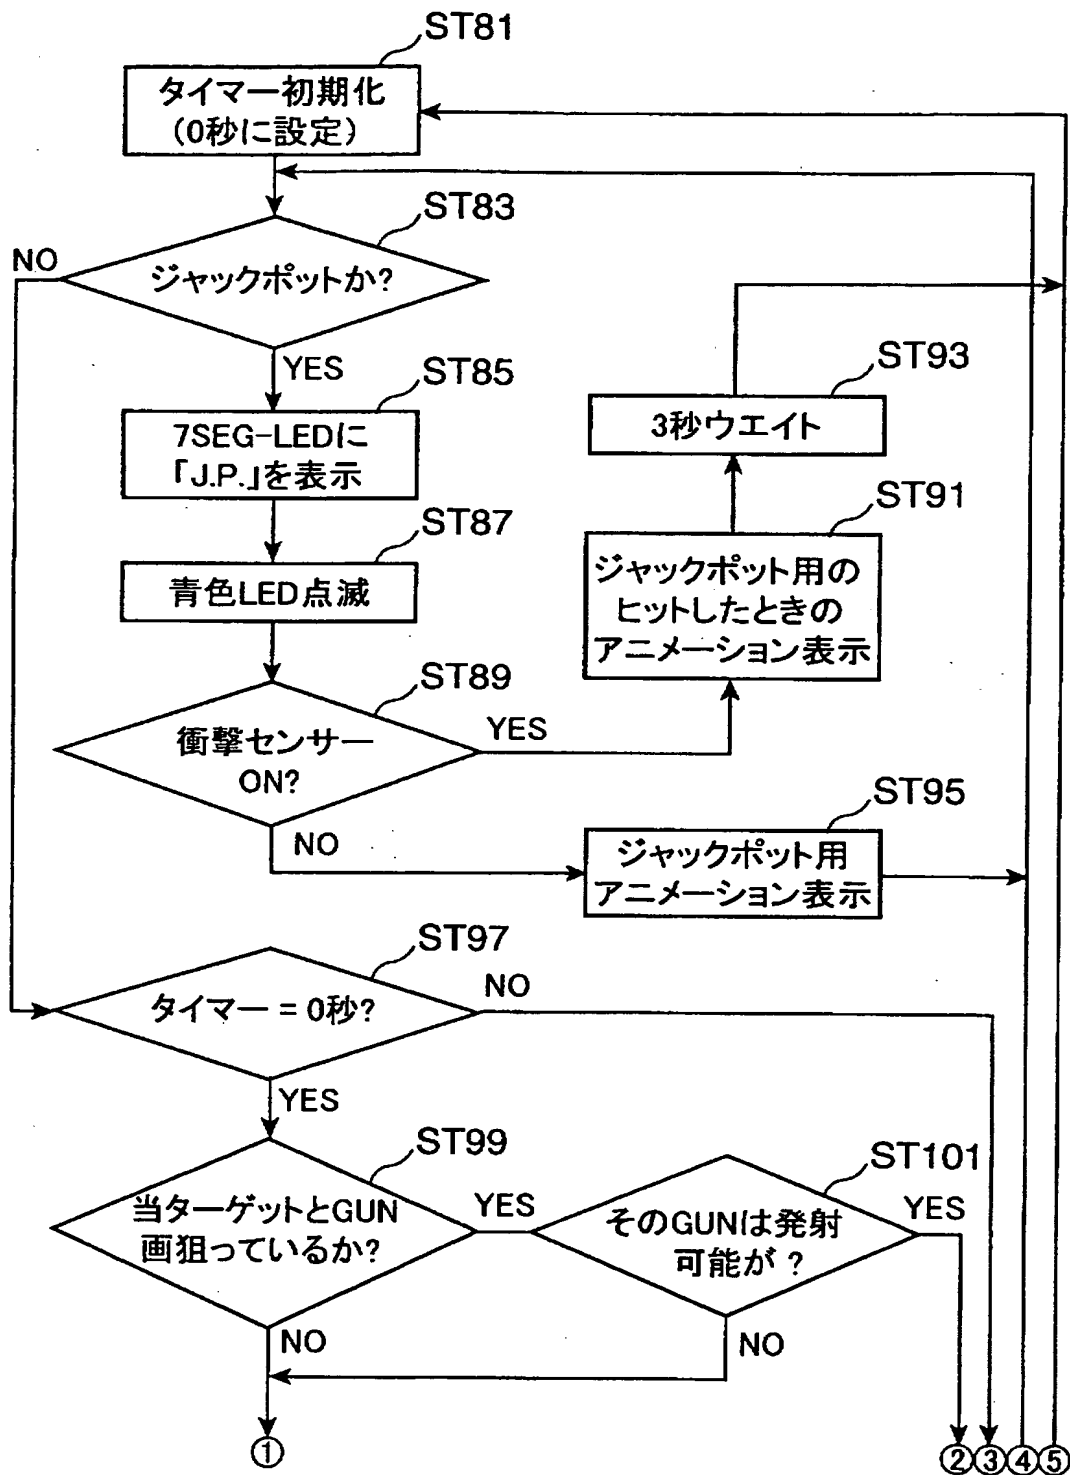 ST81
タイマー初期化
(0秒に設定)
ST83
NO
ジャックポットか?
YES
ST85
7SEG-LEDに
「J.P.」を表示
ST93
3秒ウエイト
ST87
青色LED点滅
ST91
ジャックポット用の
ヒットしたときの
アニメーション表示
ST89
衝撃センサー
ON?
YES
NO
ST95
ジャックポット用
アニメーション表示
ST97
タイマー = 0秒?
NO
YES
ST99
当ターゲットとGUN
画狙っているか?
YES
NO
ST101
そのGUNは発射
可能が ?
YES
NO
①
② ③ ④ ⑤